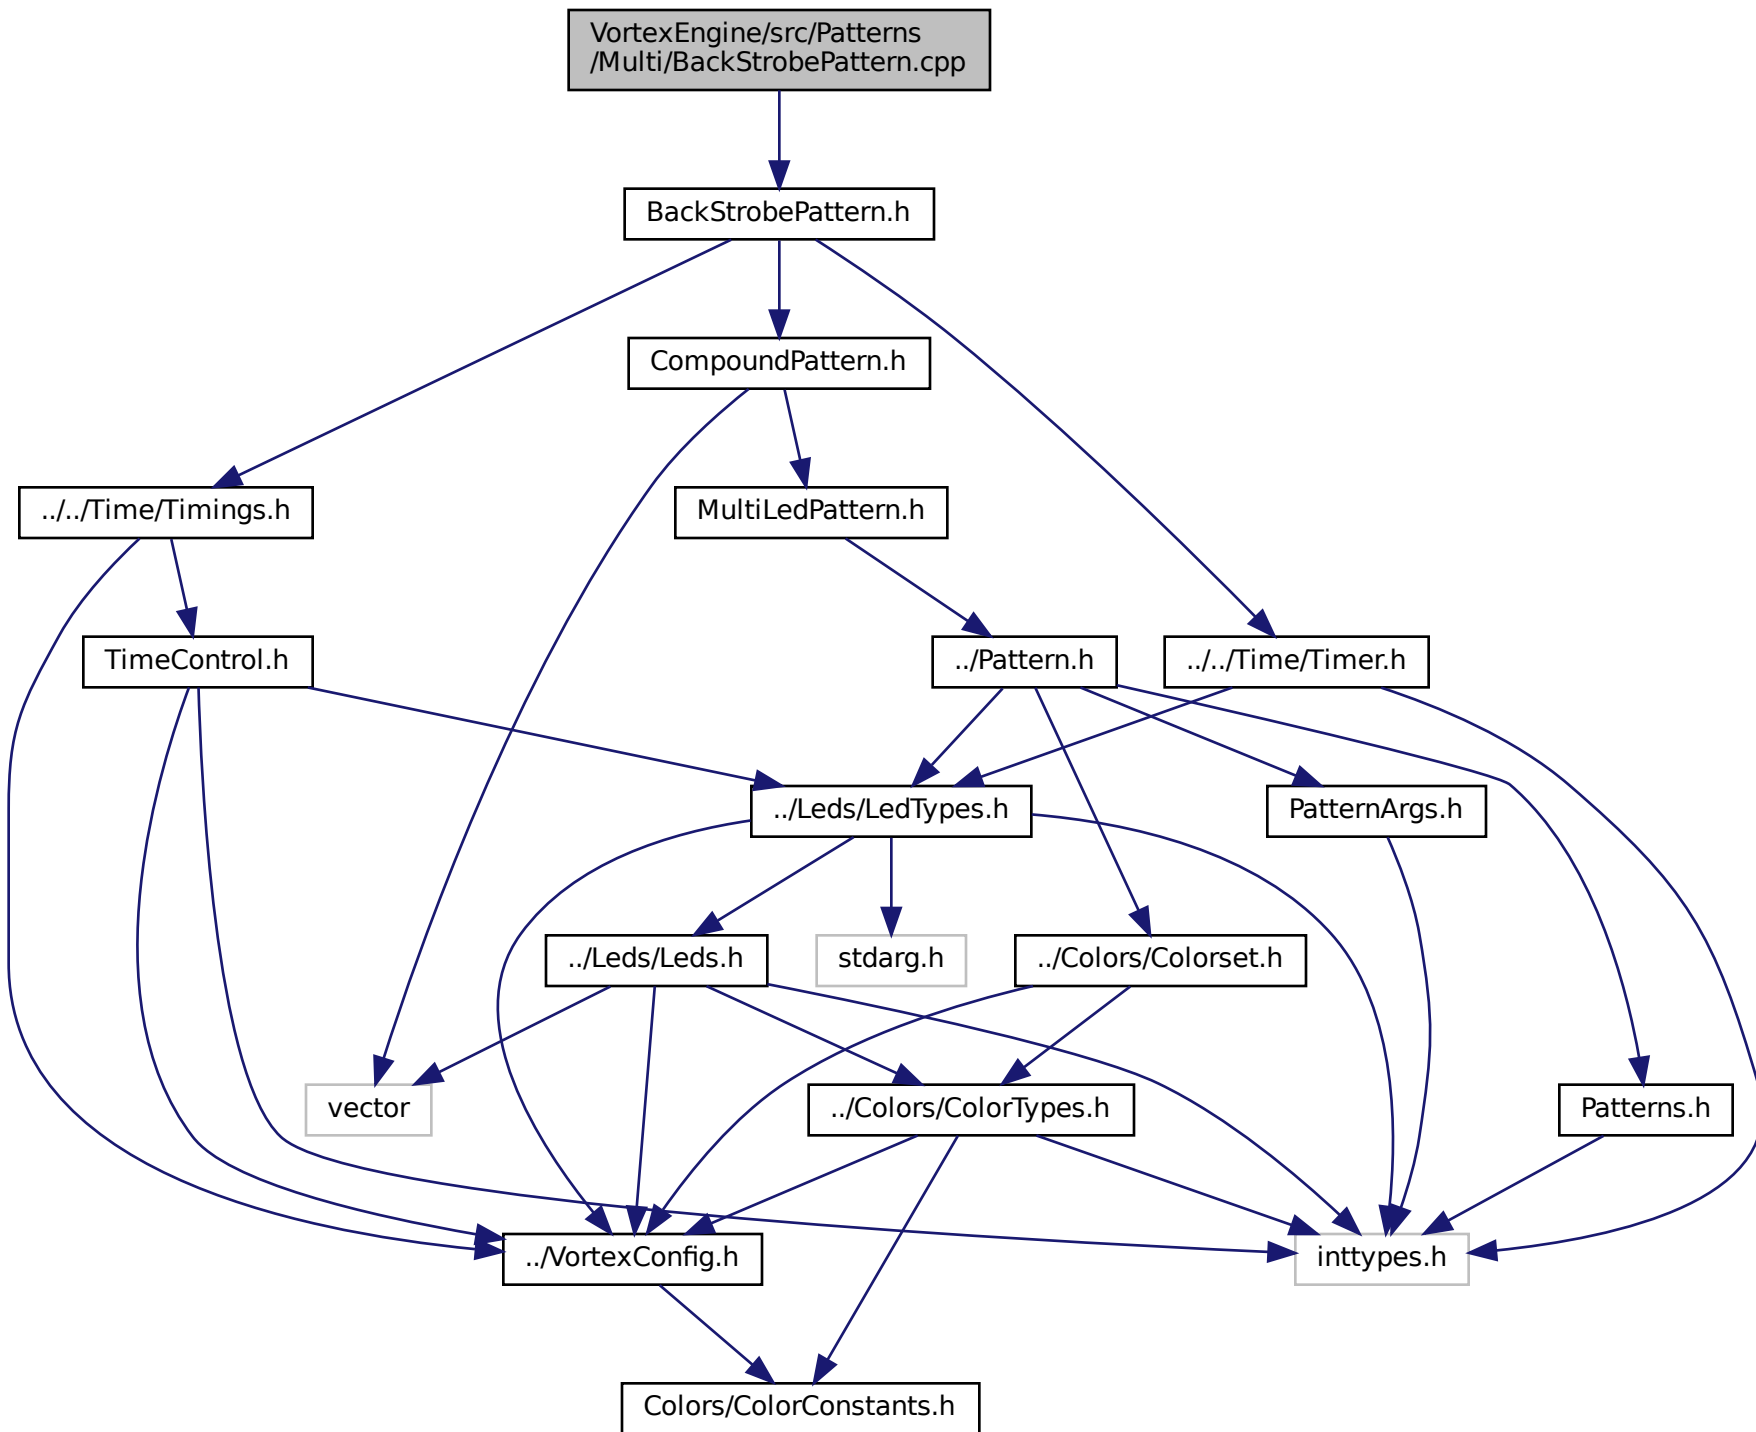 VortexEngine/src/Patterns
/Multi/BackStrobePattern.cpp
BackStrobePattern.h
CompoundPattern.h
../../Time/Timings.h
MultiLedPattern.h
TimeControl.h
../Pattern.h
../../Time/Timer.h
../Leds/LedTypes.h
PatternArgs.h
../Leds/Leds.h
stdarg.h
../Colors/Colorset.h
vector
../Colors/ColorTypes.h
Patterns.h
../VortexConfig.h
inttypes.h
Colors/ColorConstants.h